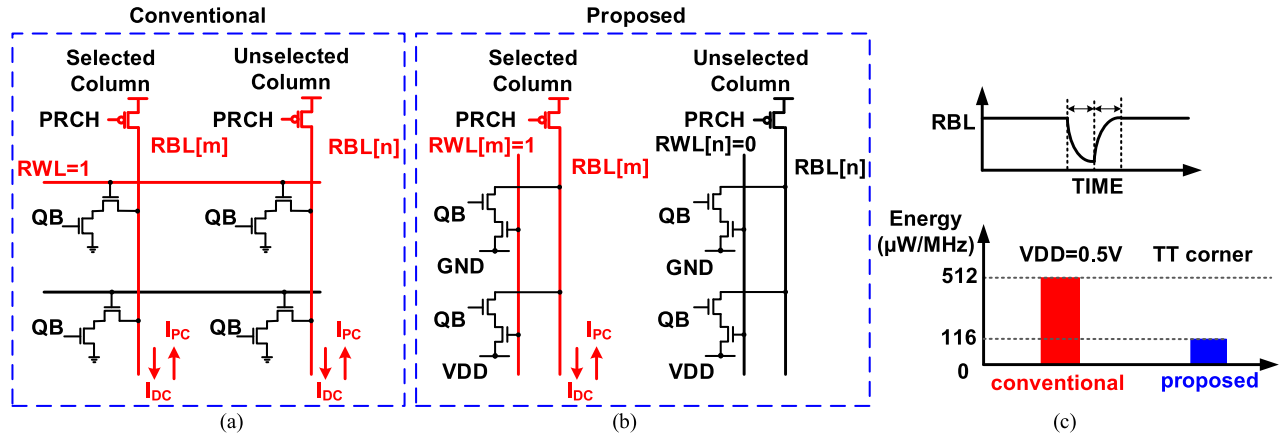 Conventional
Selected
Column
Unselected
Column
PRCH
PRCH
RBL[m]
RBL[n]
RWL=1
QB
QB
QB
QB
IPC
IPC
IDC
IDC
(a)
Proposed
Selected
Column
Unselected
Column
PRCH
PRCH
RWL[m]=1
RWL[n]=0
RBL[m]
RBL[n]
QB
QB
GND
GND
QB
QB
IPC
VDD
VDD
IDC
(b)
RBL
TIME
Energy
(µW/MHz)
VDD=0.5V
TT corner
512
116
0
conventional
proposed
(c)